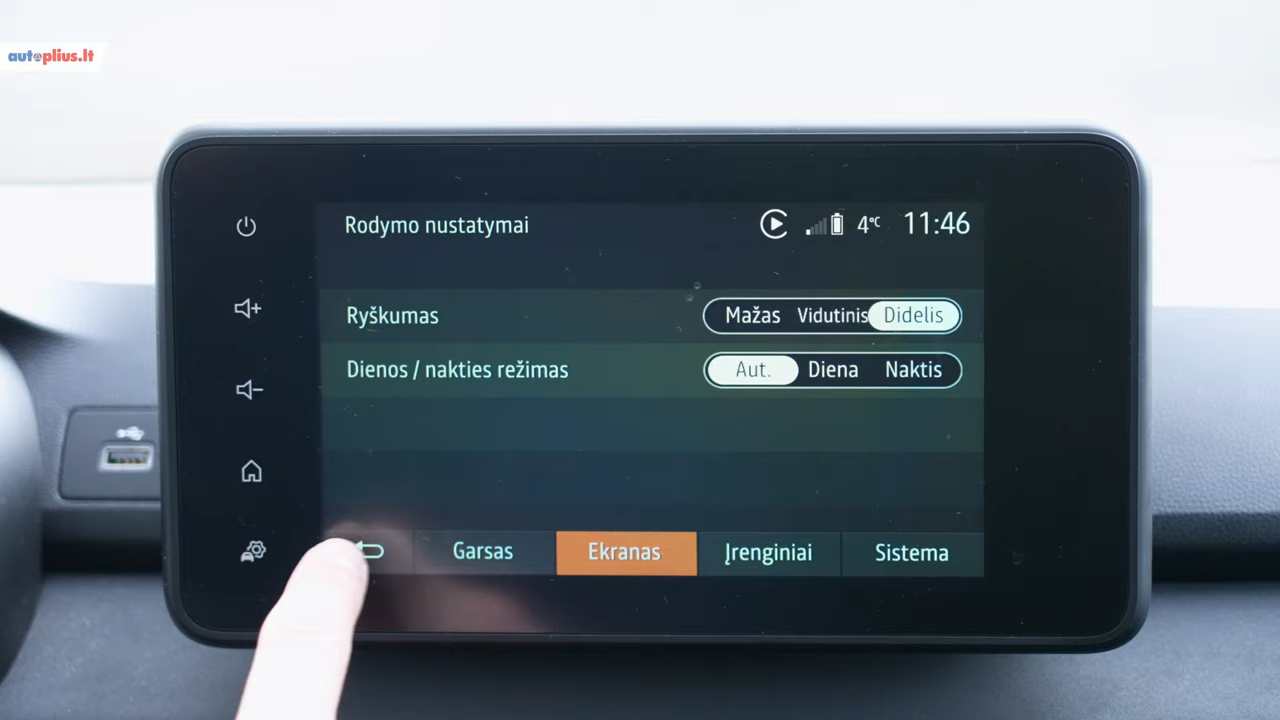 autoplius.lt
Rodymo nustatymai 4°C 11:46
Ryškumas Mažas Vidutinis Didelis
Dienos / nakties režimas Aut. Diena Naktis
Garsas Ekranas Įrenginiai Sistema